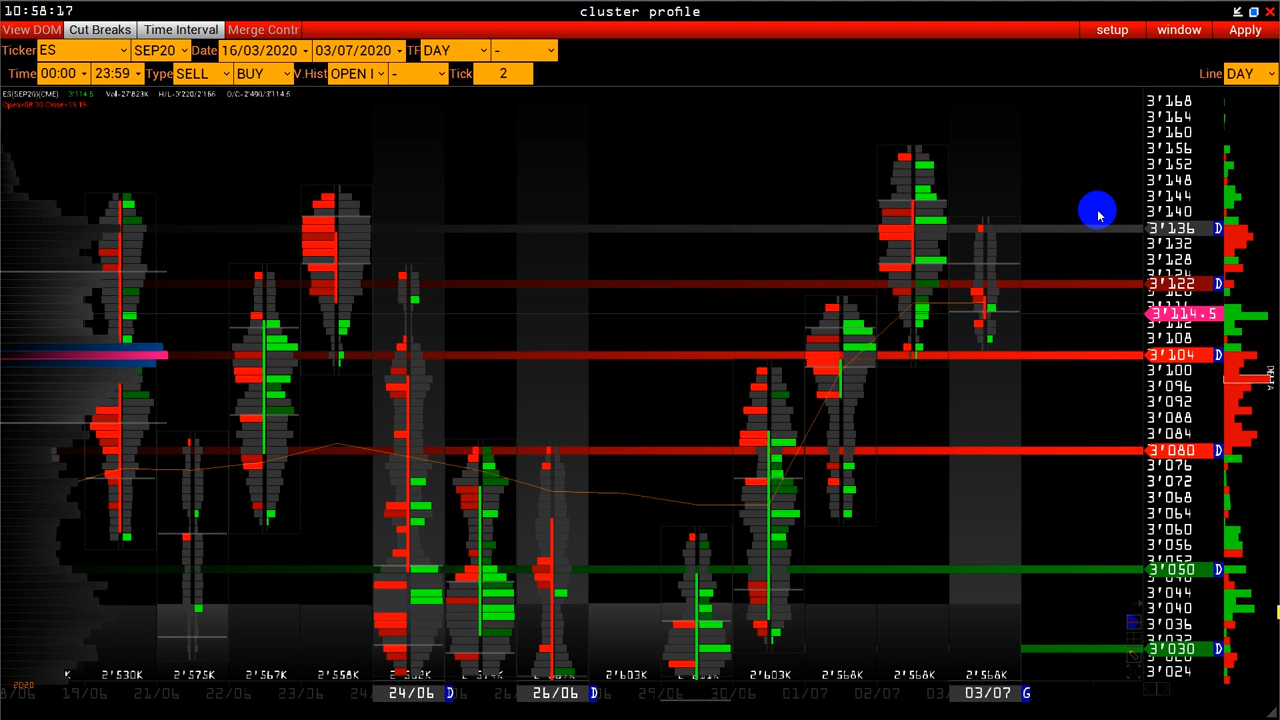 10:58:17 cluster profile
View DOM Cut Breaks Time Interval Merge Contr setup window Apply
Ticker ES SEP20 Date 16/03/2020 03/07/2020 TF DAY -
Time 00:00 23:59 Type SELL BUY V.Hist OPEN I - Tick 2 Line DAY
ES(SEP20)(CME) 3'114.5 Vol=27'823K H/L=3'220/2'166 O/C=2'490/3'114.5
3'168
3'164
3'160
3'156
3'152
3'148
3'144
3'140
3'136 D
3'132
3'128
3'122 D
3'114.5
3'112
3'108
3'104 D
3'100
3'096
DELTA
3'092
3'088
3'084
3'080 D
3'076
3'072
3'068
3'064
3'060
3'056
3'050 D
3'044
3'040
3'036
3'032
3'030 D
3'024
K 2'530K 2'575K 2'567K 2'558K 2'603K 2'603K 2'568K 2'568K 2'568K
2020
19/06 21/06 22/06 23/06 24/06 D 26/06 D 29/06 30/06 01/07 02/07 03/07 G